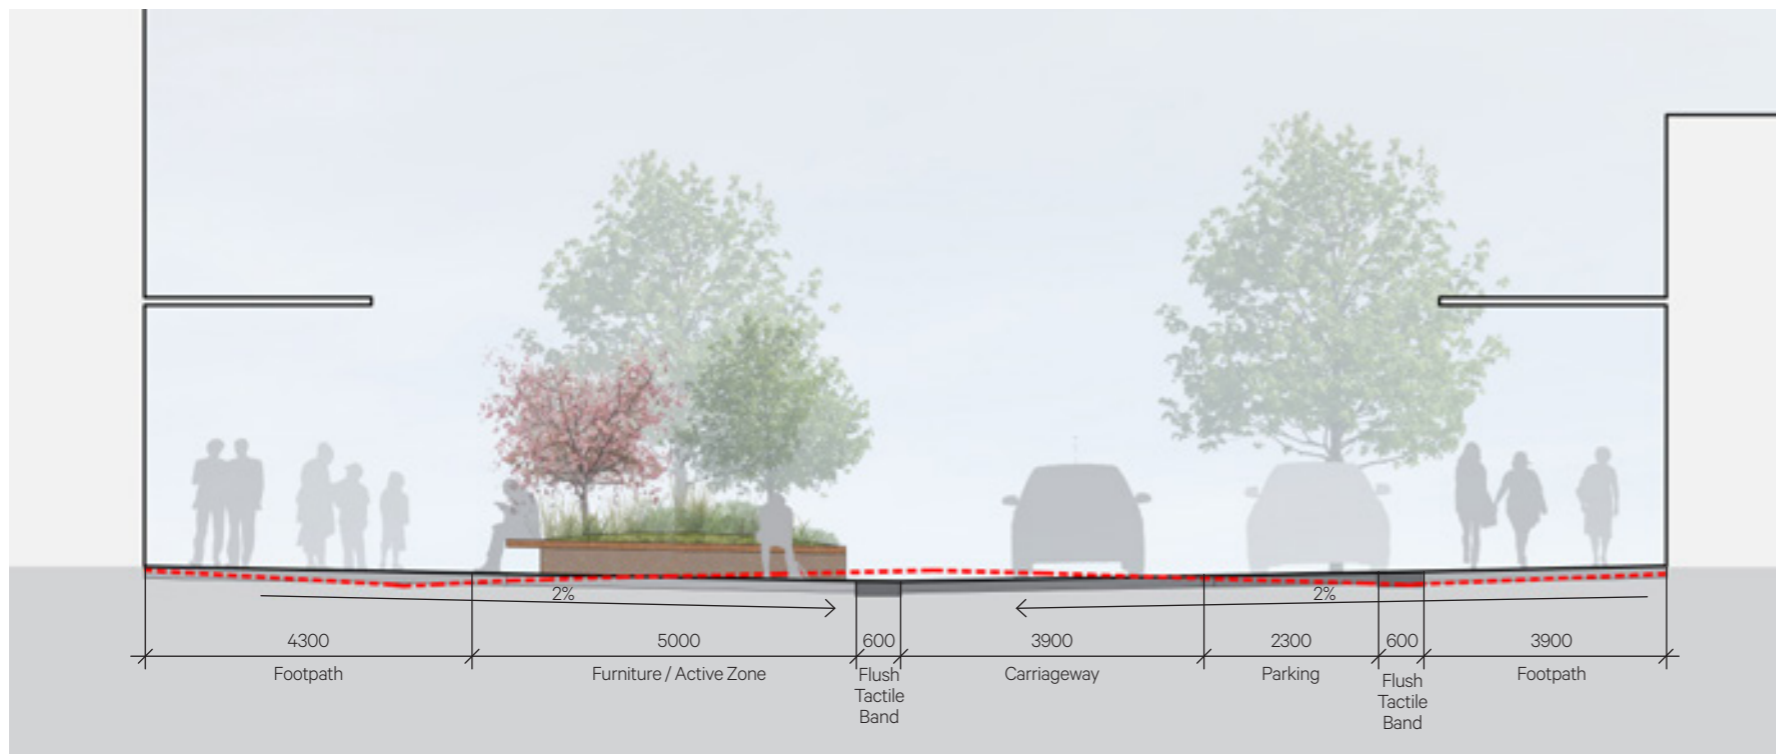 2%
2%
4300
5000
600
3900
2300
600
3900
Footpath
Furniture / Active Zone
Flush
Tactile
Band
Carriageway
Parking
Flush
Tactile
Band
Footpath